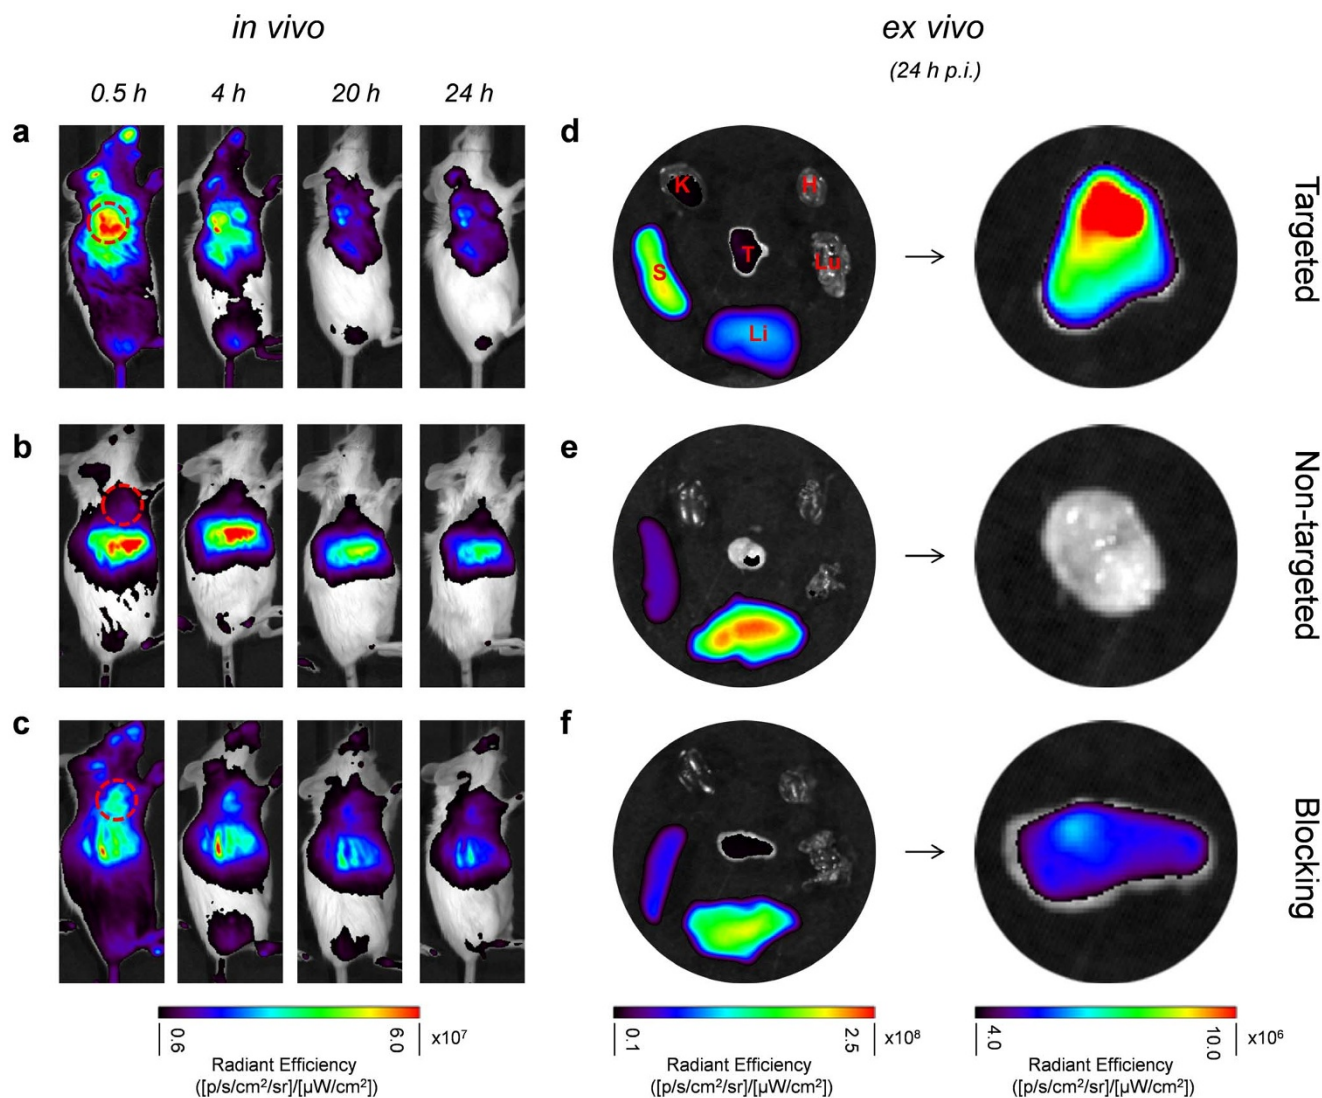 in vivo
ex vivo
(24 h p.i.)
0.5 h 4 h 20 h 24 h
a
d
K
H
T
S
Lu
Li
Targeted
b
e
Non-targeted
c
f
Blocking
0.6 6.0 x10⁷
Radiant Efficiency
([p/s/cm²/sr]/[µW/cm²])
0.1 2.5 x10⁸
Radiant Efficiency
([p/s/cm²/sr]/[µW/cm²])
4.0 10.0 x10⁶
Radiant Efficiency
([p/s/cm²/sr]/[µW/cm²])